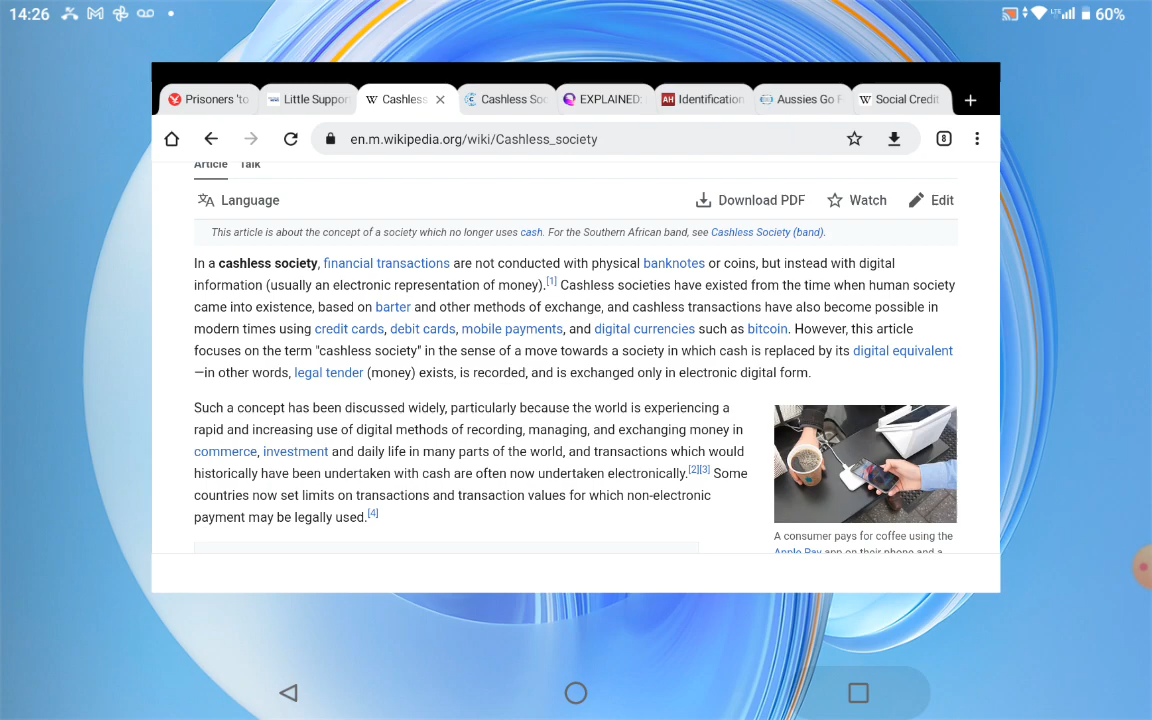 14:26
LTE 60%
Prisoners 'to
Little Suppor
Cashless
Cashless Soc
EXPLAINED:
AH Identification
Aussies Go F
Social Credit
en.m.wikipedia.org/wiki/Cashless_society
8
Article Talk
Language
Download PDF
Watch
Edit
This article is about the concept of a society which no longer uses cash. For the Southern African band, see Cashless Society (band).
In a cashless society, financial transactions are not conducted with physical banknotes or coins, but instead with digital
information (usually an electronic representation of money).[1] Cashless societies have existed from the time when human society
came into existence, based on barter and other methods of exchange, and cashless transactions have also become possible in
modern times using credit cards, debit cards, mobile payments, and digital currencies such as bitcoin. However, this article
focuses on the term "cashless society" in the sense of a move towards a society in which cash is replaced by its digital equivalent
—in other words, legal tender (money) exists, is recorded, and is exchanged only in electronic digital form.
Such a concept has been discussed widely, particularly because the world is experiencing a
rapid and increasing use of digital methods of recording, managing, and exchanging money in
commerce, investment and daily life in many parts of the world, and transactions which would
historically have been undertaken with cash are often now undertaken electronically.[2][3] Some
countries now set limits on transactions and transaction values for which non-electronic
payment may be legally used.[4]
A consumer pays for coffee using the
Apple Pay app on their phone and a